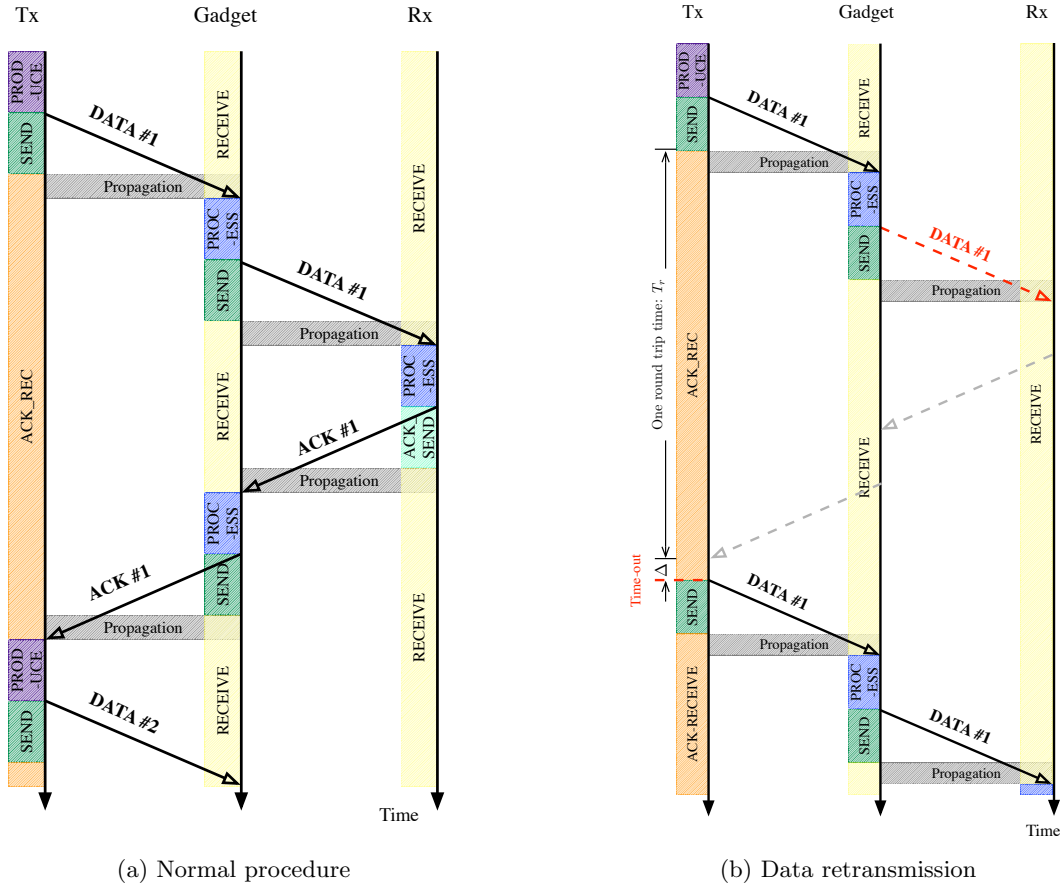 Tx
Gadget
Rx
PROD
-UCE
SEND
ACK_REC
PROD
-UCE
SEND
DATA #1
Propagation
RECEIVE
PROC
-ESS
SEND
DATA #1
Propagation
RECEIVE
PROC
-ESS
ACK_
SEND
ACK #1
Propagation
RECEIVE
PROC
-ESS
SEND
ACK #1
Propagation
RECEIVE
RECEIVE
DATA #2
Time
(a) Normal procedure
Tx
Gadget
Rx
PROD
-UCE
SEND
DATA #1
RECEIVE
Propagation
PROC
-ESS
SEND
DATA #1
Propagation
One round trip time: Tr
ACK_REC
RECEIVE
RECEIVE
Δ
Time-out
SEND
DATA #1
Propagation
ACK-RECEIVE
PROC
-ESS
SEND
DATA #1
Propagation
Time
(b) Data retransmission